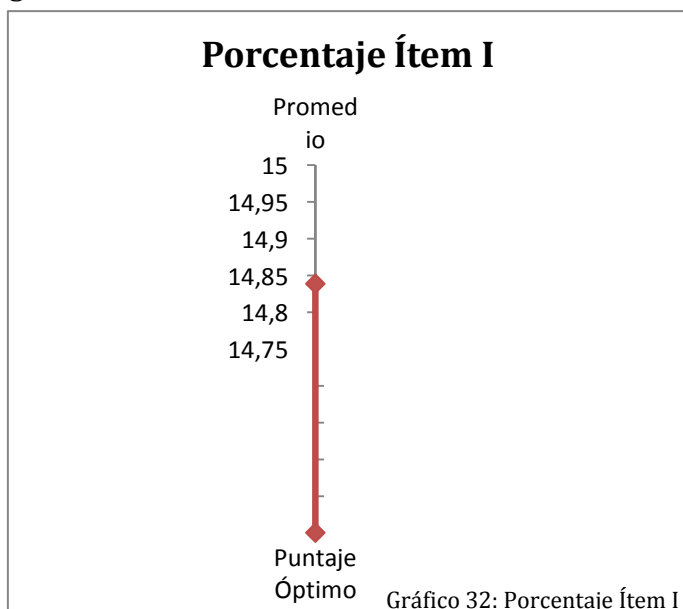 Porcentaje Ítem I
Promed
io
15
14,95
14,9
14,85
14,8
14,75
Puntaje
Óptimo
Gráfico 32: Porcentaje Ítem I